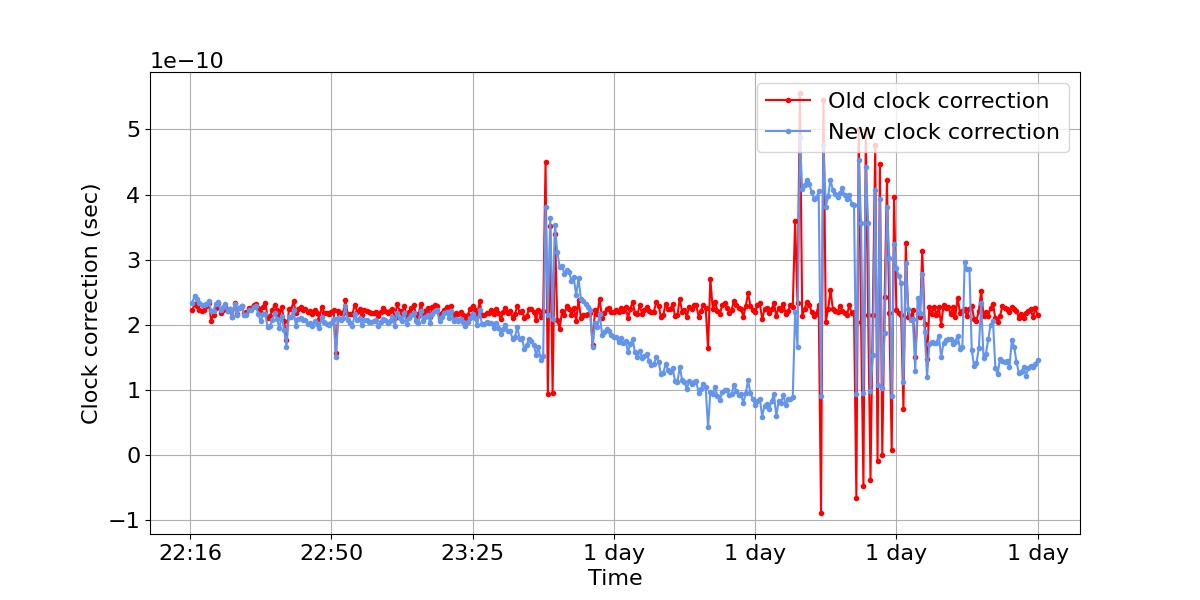 1e−10
Old clock correction
New clock correction
5
4
3
2
1
0
−1
Clock correction (sec)
22:16
22:50
23:25
1 day
1 day
1 day
1 day
Time